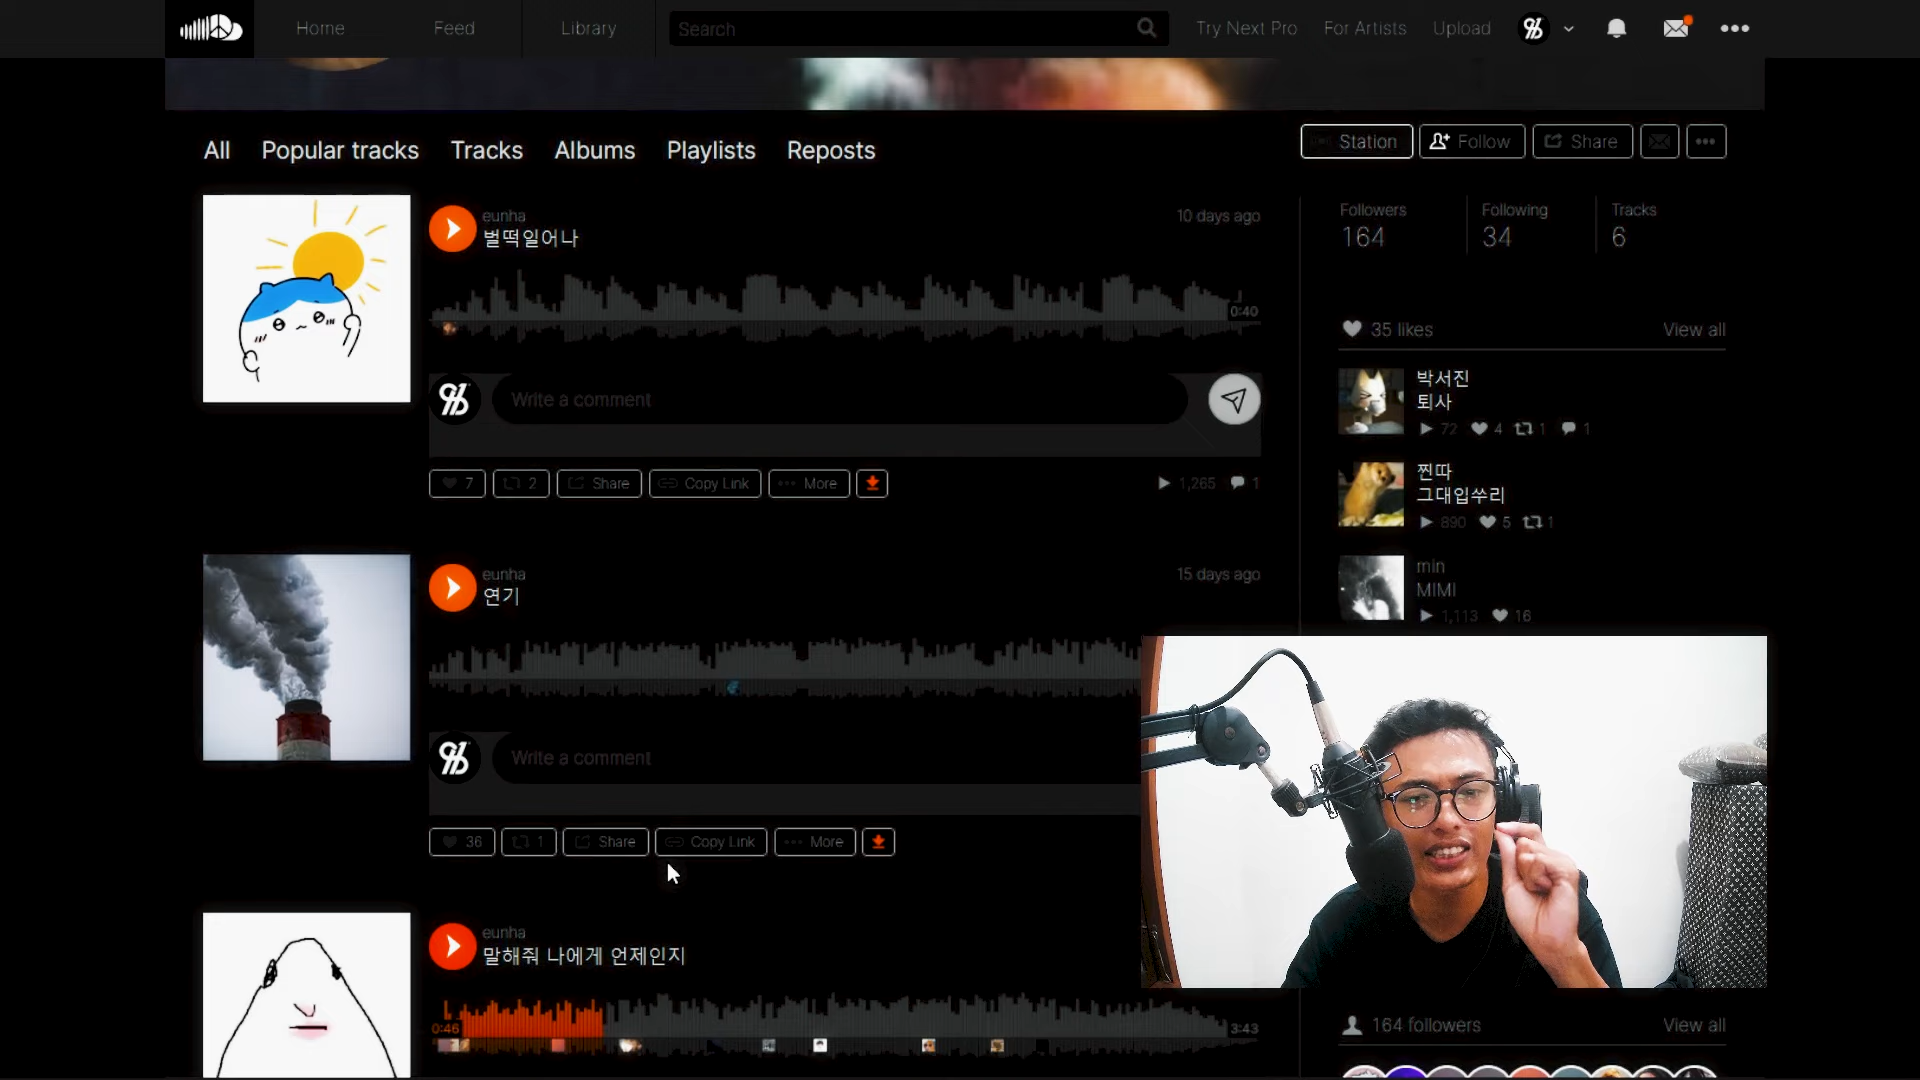 Home
Feed
Library
Search
Try Next Pro
For Artists
Upload
All
Popular tracks
Tracks
Albums
Playlists
Reposts
Station
Follow
Share
eunha
10 days ago
벌떡일어나
0:40
Write a comment
7
2
Share
Copy Link
More
1,265
1
eunha
15 days ago
연기
Write a comment
36
1
Share
Copy Link
More
eunha
말해줘 나에게 언제인지
0:46
3:43
Followers
164
Following
34
Tracks
6
35 likes
View all
박서진
퇴사
72
4
1
1
찐따
그대입쑤리
890
5
1
min
MIMI
1,113
16
164 followers
View all